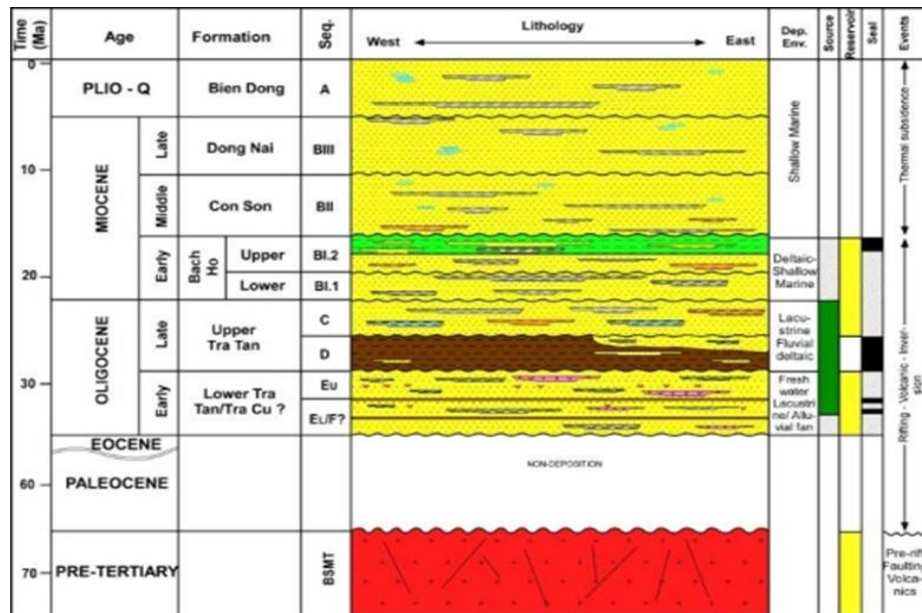 Time (Ma)
Age
Formation
Seq.
Lithology
West
East
Dep. Env.
Source
Reservoir
Seal
Events
0
PLIO - Q
Bien Dong
A
Shallow Marine
Thermal subsidence
MIOCENE
Late
Dong Nai
BIII
10
Middle
Con Son
BII
Early
Bach Ho
Upper
BI.2
Deltaic-
Shallow
Marine
20
Lower
BI.1
OLIGOCENE
Late
Upper
Tra Tan
C
Lacu-
strine
Fluvial
deltaic
D
Rifting - Volcanic - Inver-
sion
30
Early
Lower Tra
Tan/Tra Cu ?
Eu
Fresh
water
Lacustri
ne/ Allu-
vial fan
EL/F?
EOCENE
NON-DEPOSITION
60
PALEOCENE
70
PRE-TERTIARY
BSMT
Pre-rift
Faulting
Volca-
nics